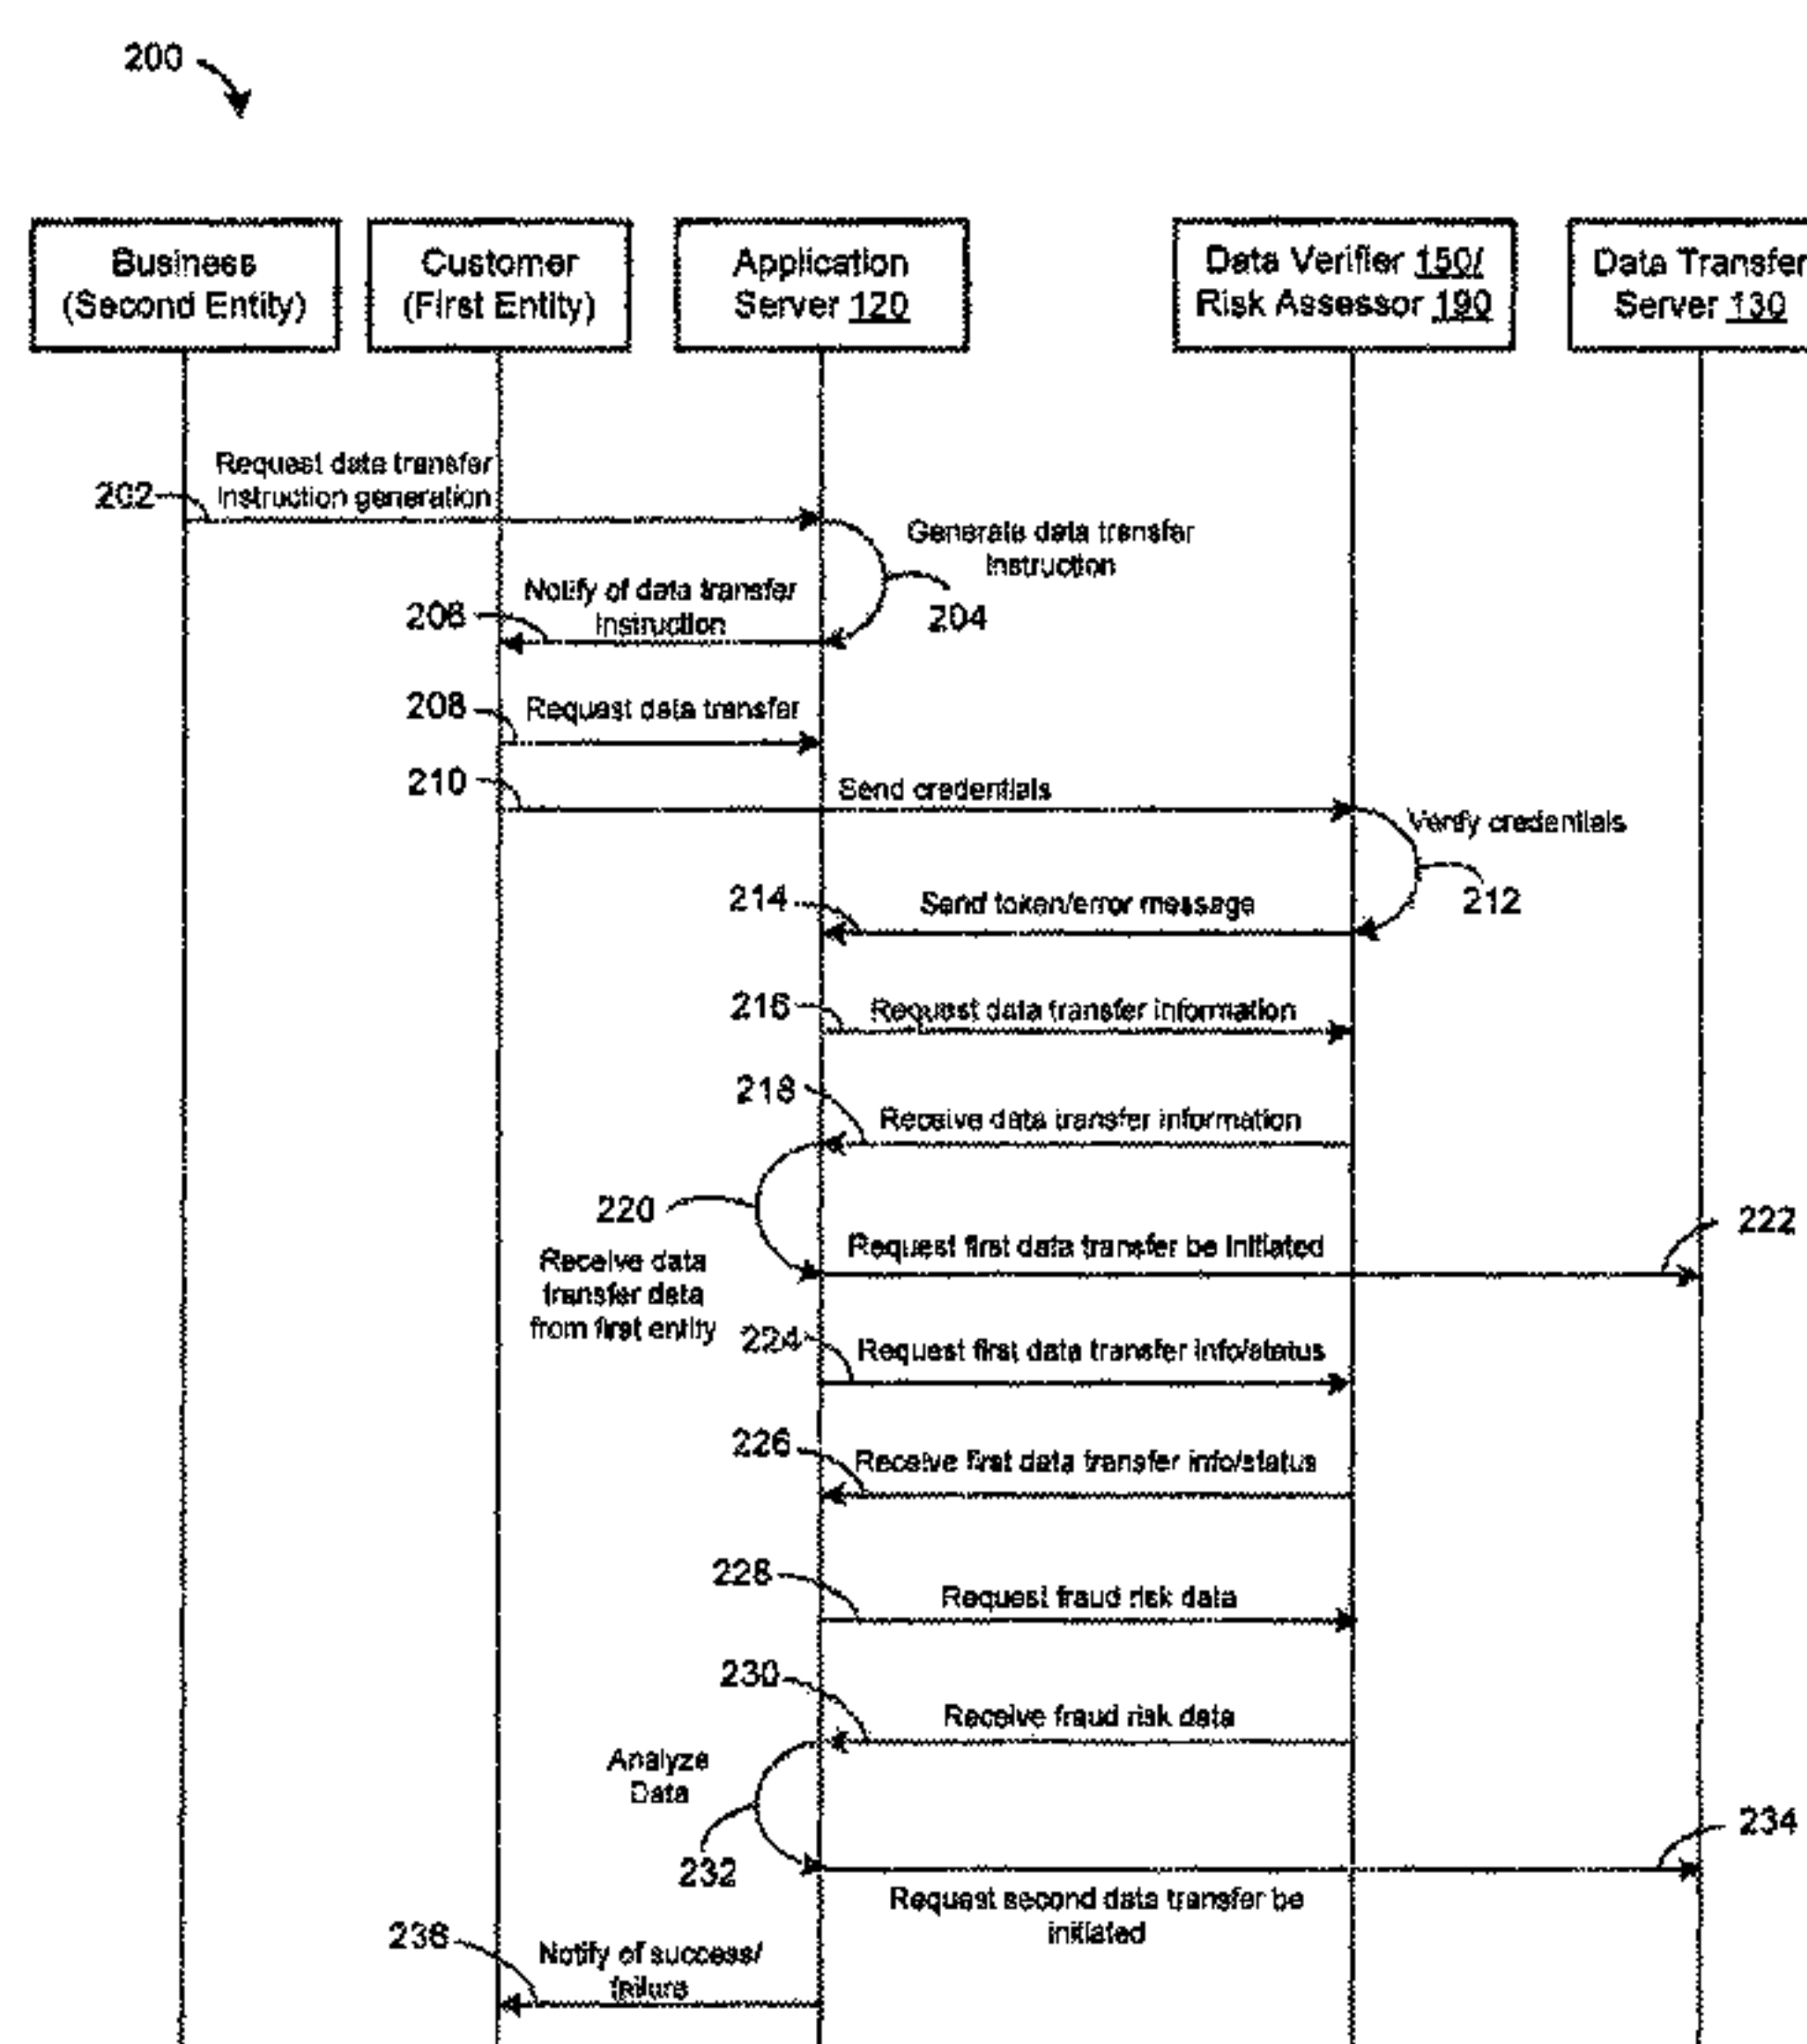 200
Business
(Second Entity)
Customer
(First Entity)
Application
Server 120
Data Verifier 150/
Risk Assessor 190
Data Transfer
Server 130
Request data transfer
Instruction generation
202
Generate data transfer
Instruction
204
Notify of data transfer
Instruction
206
208
Request data transfer
210
Send credentials
Verify credentials
212
214
Send token/error message
216
Request data transfer information
218
Receive data transfer information
220
Receive data
transfer data
from first entity
Request first data transfer be initiated
222
224
Request first data transfer info/status
226
Receive first data transfer info/status
228
Request fraud risk data
230
Receive fraud risk data
Analyze
Data
232
234
Request second data transfer be
initiated
236
Notify of success/
failure